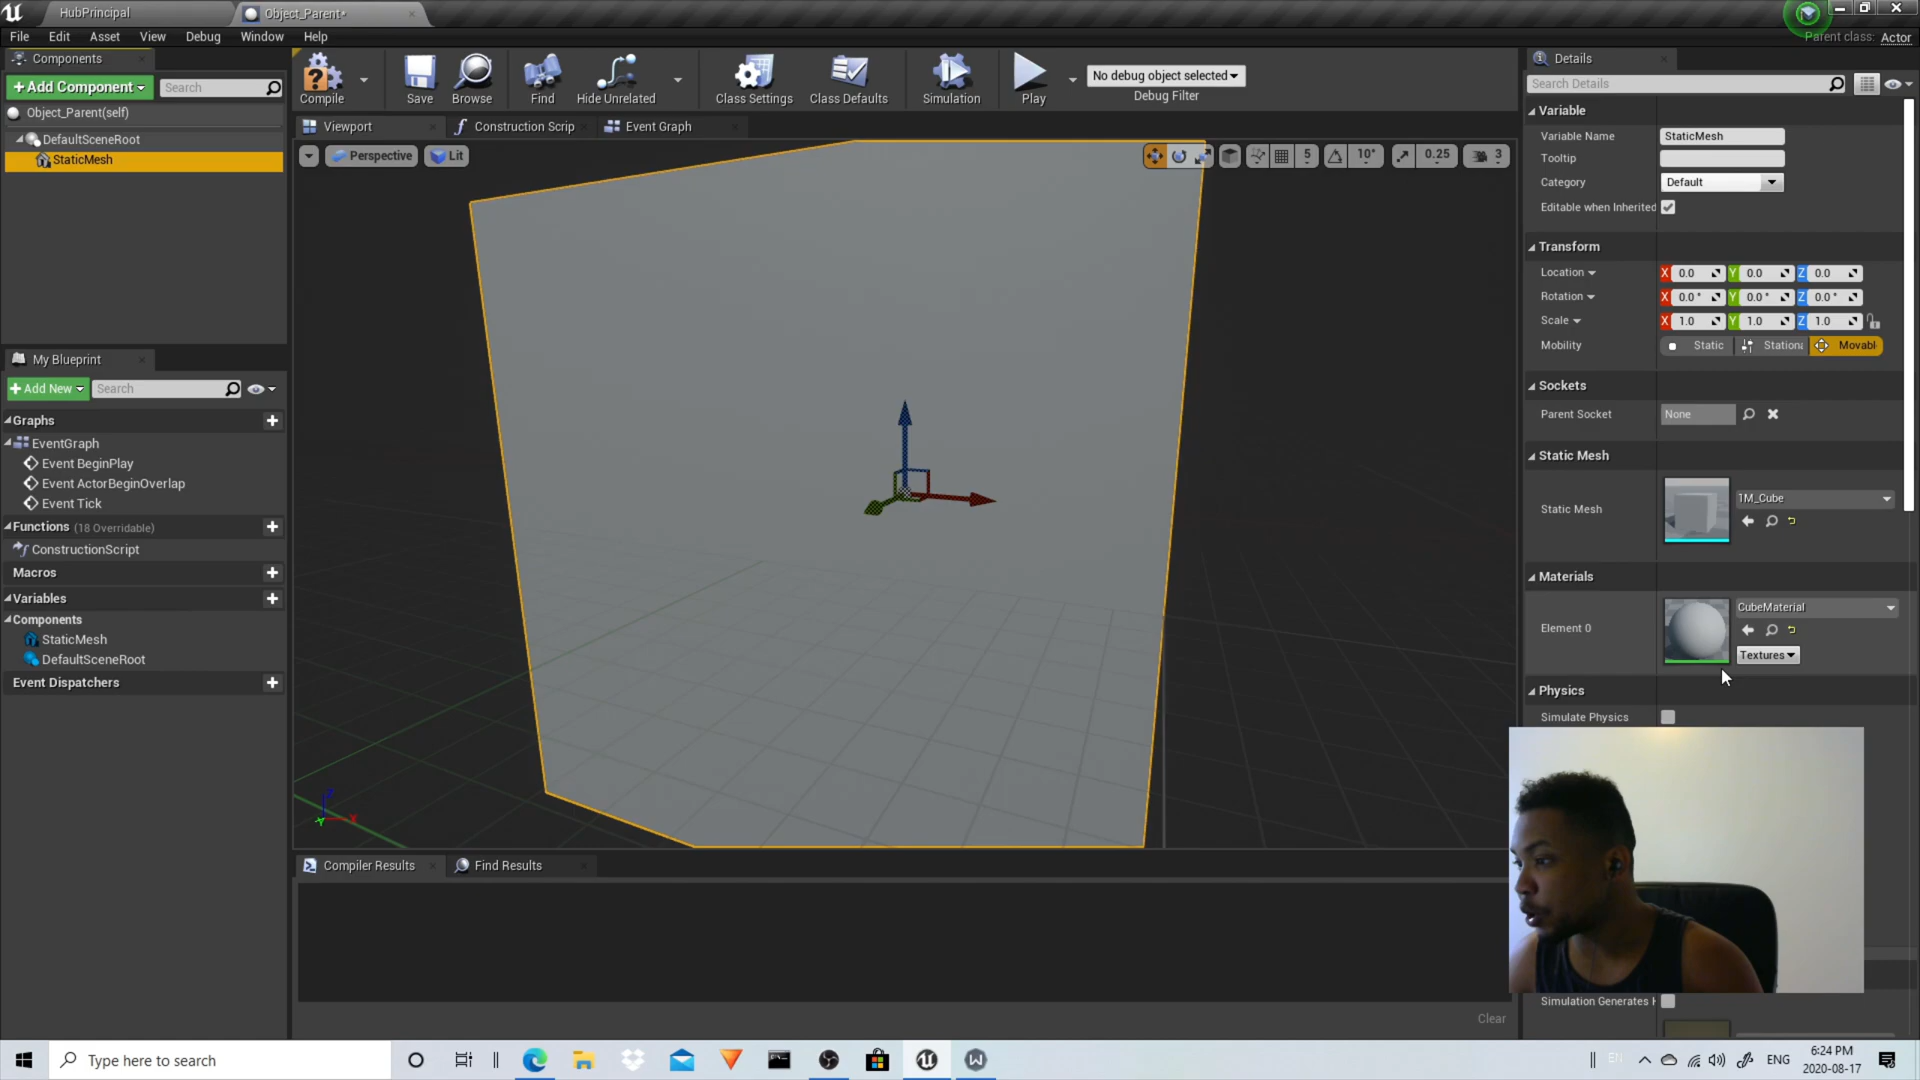 HubPrincipal
Object_Parent*
File Edit Asset View Debug Window Help
Parent class: Actor
Components
+Add Component
Search
Object_Parent(self)
DefaultSceneRoot
StaticMesh
Compile Save Browse Find Hide Unrelated Class Settings Class Defaults Simulation Play
No debug object selected
Debug Filter
Viewport Construction Scrip Event Graph
Perspective Lit
5 10° 0.25 3
My Blueprint
+Add New
Search
Graphs
EventGraph
Event BeginPlay
Event ActorBeginOverlap
Event Tick
Functions (18 Overridable)
ConstructionScript
Macros
Variables
Components
StaticMesh
DefaultSceneRoot
Event Dispatchers
Z
Y X
Compiler Results Find Results
Clear
Details
Search Details
Variable
Variable Name StaticMesh
Tooltip
Category Default
Editable when Inherited
Transform
Location X 0.0 Y 0.0 Z 0.0
Rotation X 0.0° Y 0.0° Z 0.0°
Scale X 1.0 Y 1.0 Z 1.0
Mobility Static Stationa Movabl
Sockets
Parent Socket None
Static Mesh
Static Mesh 1M_Cube
Materials
Element 0 CubeMaterial
Textures
Physics
Simulate Physics
Simulation Generates H
Type here to search
ENG
6:24 PM
2020-08-17